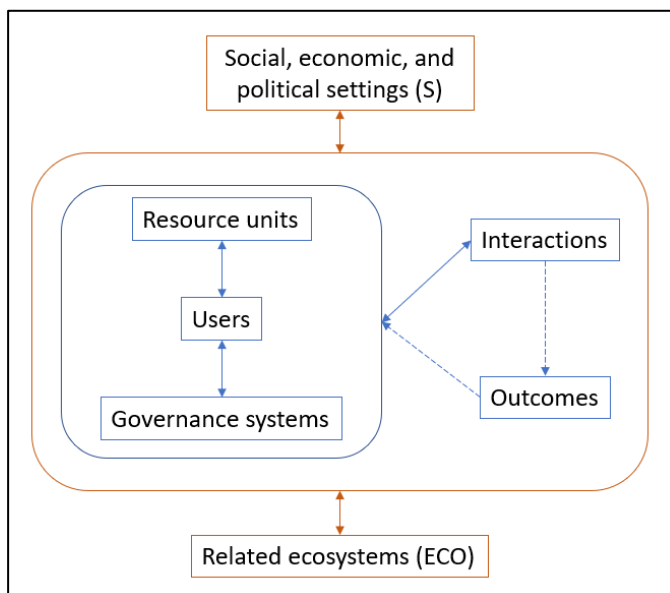 Social, economic, and
political settings (S)
Resource units
Interactions
Users
Outcomes
Governance systems
Related ecosystems (ECO)